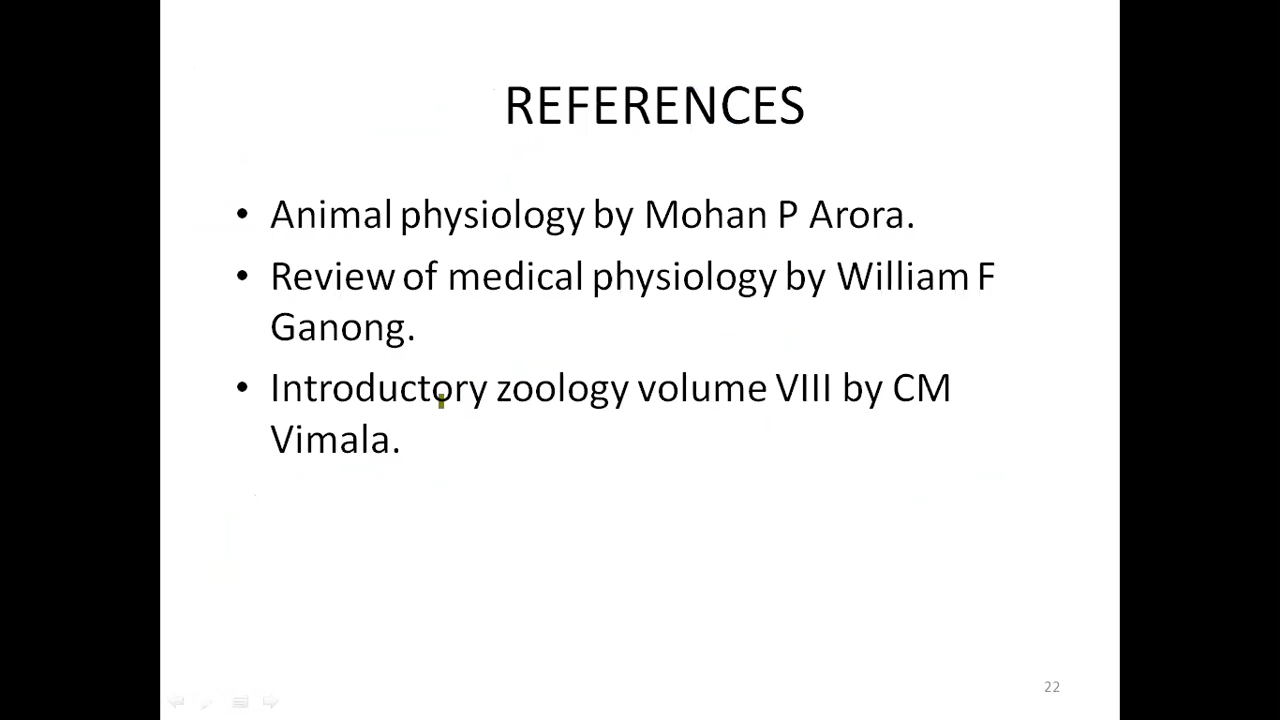 REFERENCES
• Animal physiology by Mohan P Arora.
• Review of medical physiology by William F
Ganong.
• Introductory zoology volume VIII by CM
Vimala.
22